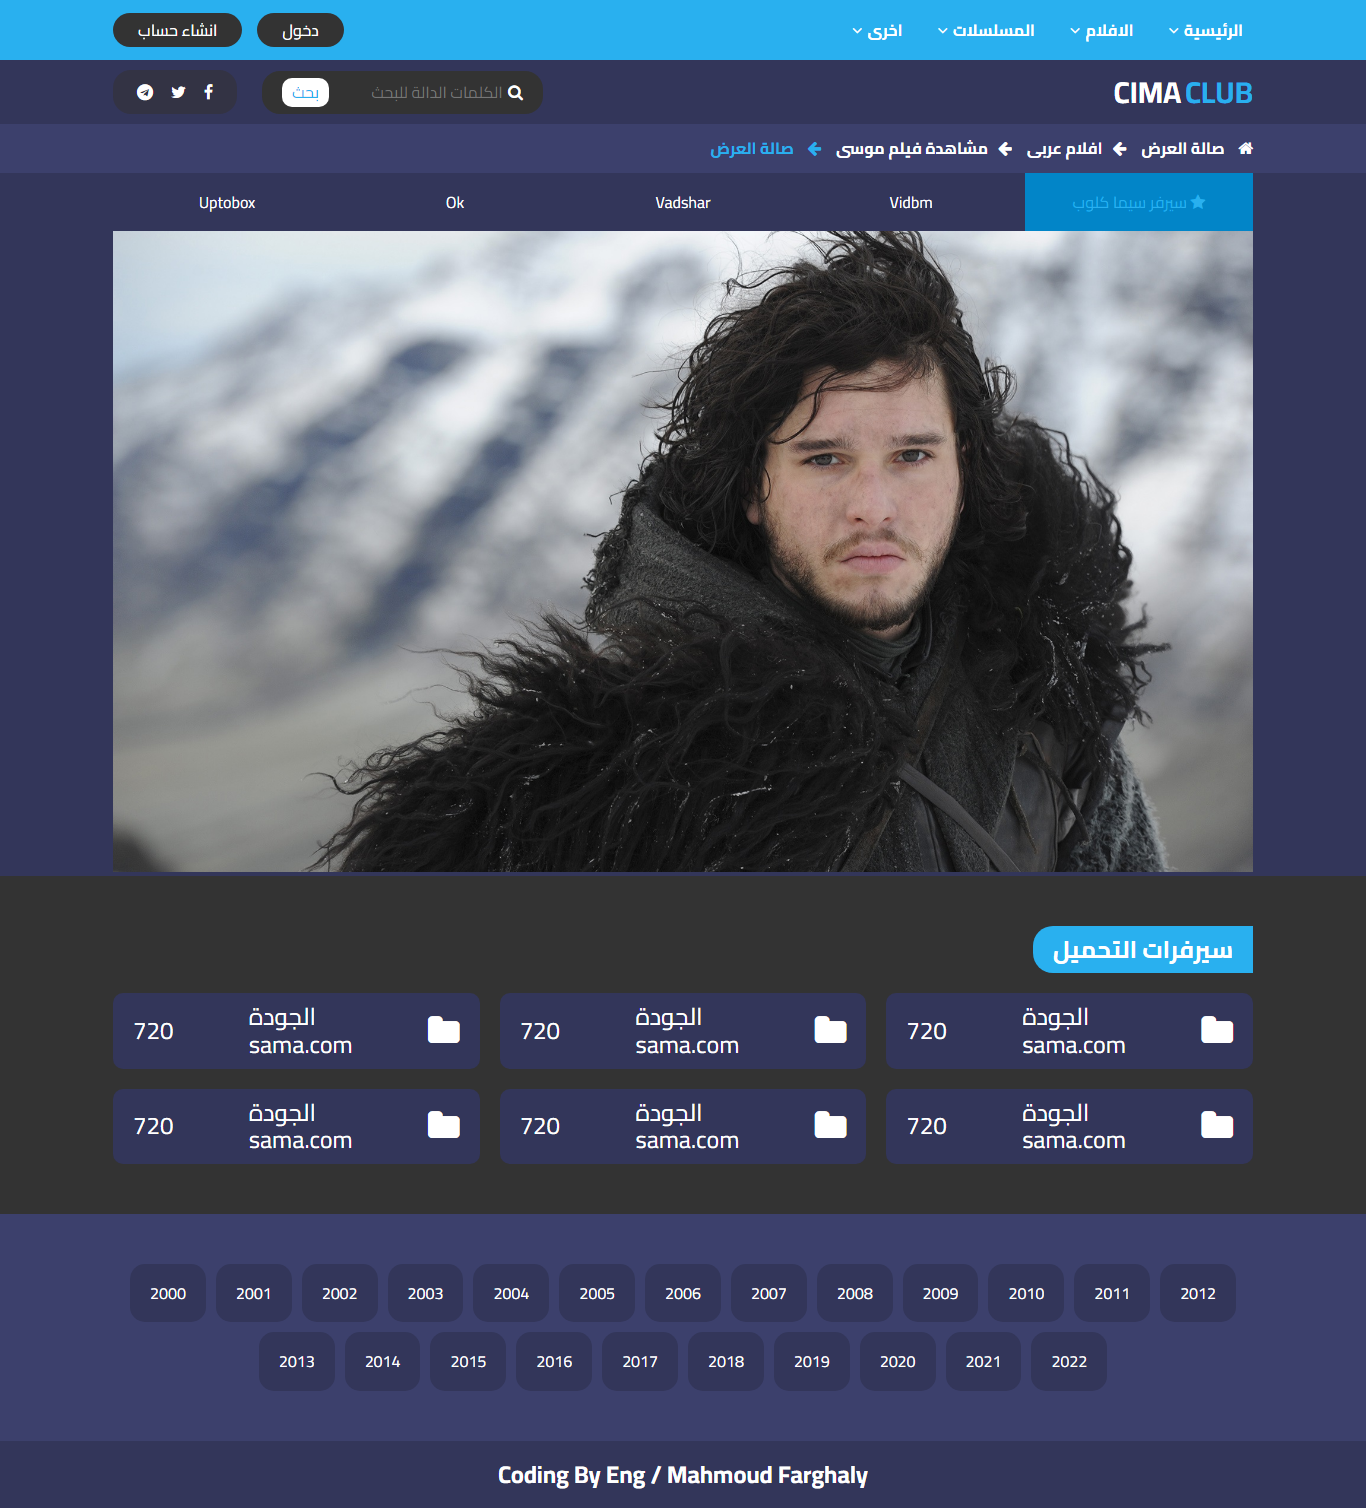 الرئيسية الافلام المسلسلات اخرى دخول انشاء حساب
CIMA CLUB الكلمات الدالة للبحث بحث
صالة العرض افلام عربى مشاهدة فيلم موسى صالة العرض
سيرفر سيما كلوب Vidbm Vadshar Ok Uptobox
سيرفرات التحميل
الجودة
sama.com
720
الجودة
sama.com
720
الجودة
sama.com
720
الجودة
sama.com
720
الجودة
sama.com
720
الجودة
sama.com
720
2000 2001 2002 2003 2004 2005 2006 2007 2008 2009 2010 2011 2012
2013 2014 2015 2016 2017 2018 2019 2020 2021 2022
Coding By Eng / Mahmoud Farghaly